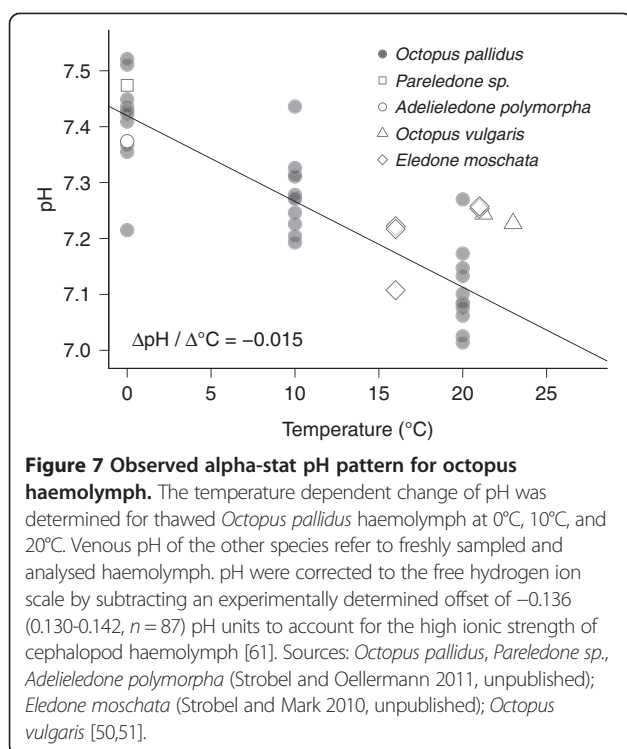 7.5
7.4
7.3
7.2
7.1
7.0
pH
Octopus pallidus
Pareledone sp.
Adelieledone polymorpha
Octopus vulgaris
Eledone moschata
ΔpH / Δ°C = −0.015
0
5
10
15
20
25
Temperature (°C)
Figure 7 Observed alpha-stat pH pattern for octopus
haemolymph. The temperature dependent change of pH was
determined for thawed Octopus pallidus haemolymph at 0°C, 10°C, and
20°C. Venous pH of the other species refer to freshly sampled and
analysed haemolymph. pH were corrected to the free hydrogen ion
scale by subtracting an experimentally determined offset of −0.136
(0.130-0.142, n = 87) pH units to account for the high ionic strength of
cephalopod haemolymph [61]. Sources: Octopus pallidus, Pareledone sp.,
Adelieledone polymorpha (Strobel and Oellermann 2011, unpublished);
Eledone moschata (Strobel and Mark 2010, unpublished); Octopus
vulgaris [50,51].